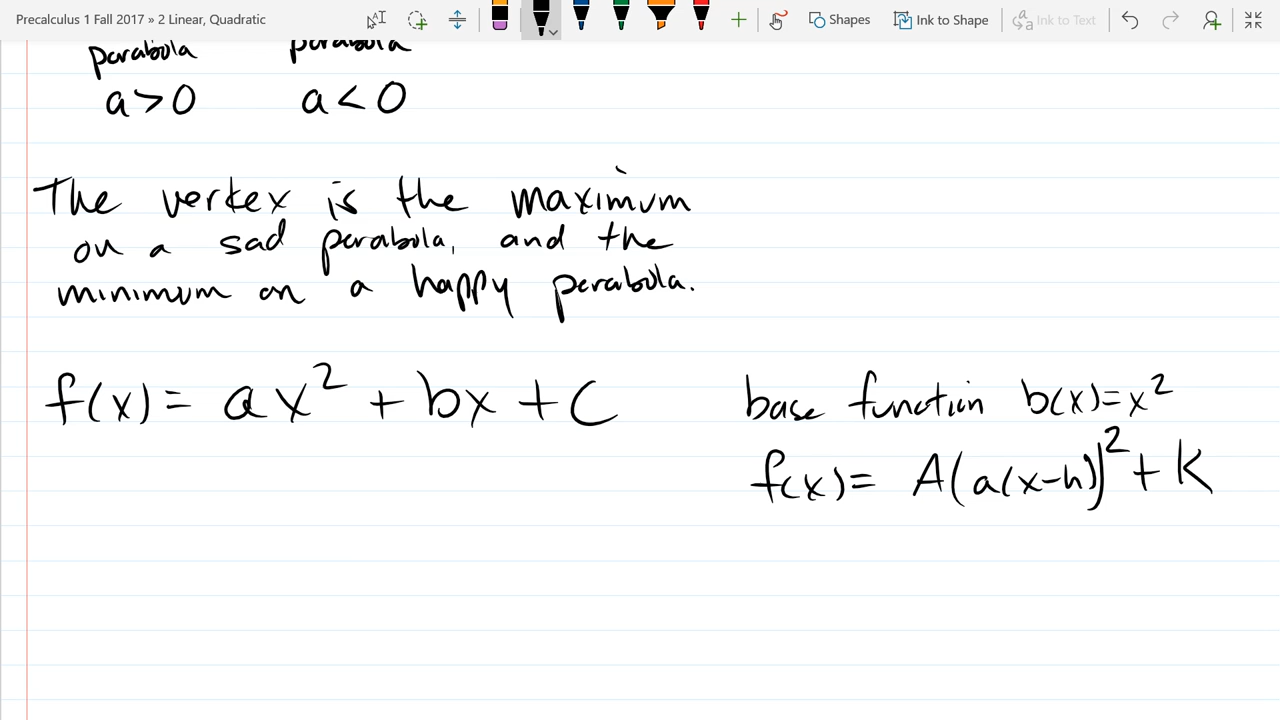 Precalculus 1 Fall 2017 » 2 Linear, Quadratic
Shapes
Ink to Shape
Ink to Text
parabola parabola
a>0 a<0
The vertex is the maximum
on a sad parabola, and the
minimum on a happy parabola.
f(x) = ax² + bx + c
base function b(x)=x²
f(x)= A(a(x-h))² + K